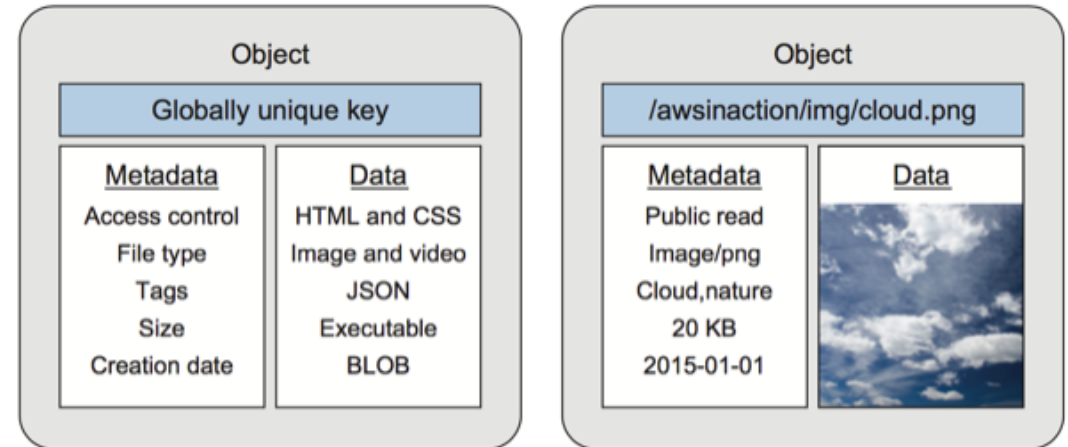 Object
Globally unique key
Metadata
Access control
File type
Tags
Size
Creation date
Data
HTML and CSS
Image and video
JSON
Executable
BLOB
Object
/awsinaction/img/cloud.png
Metadata
Public read
Image/png
Cloud,nature
20 KB
2015-01-01
Data